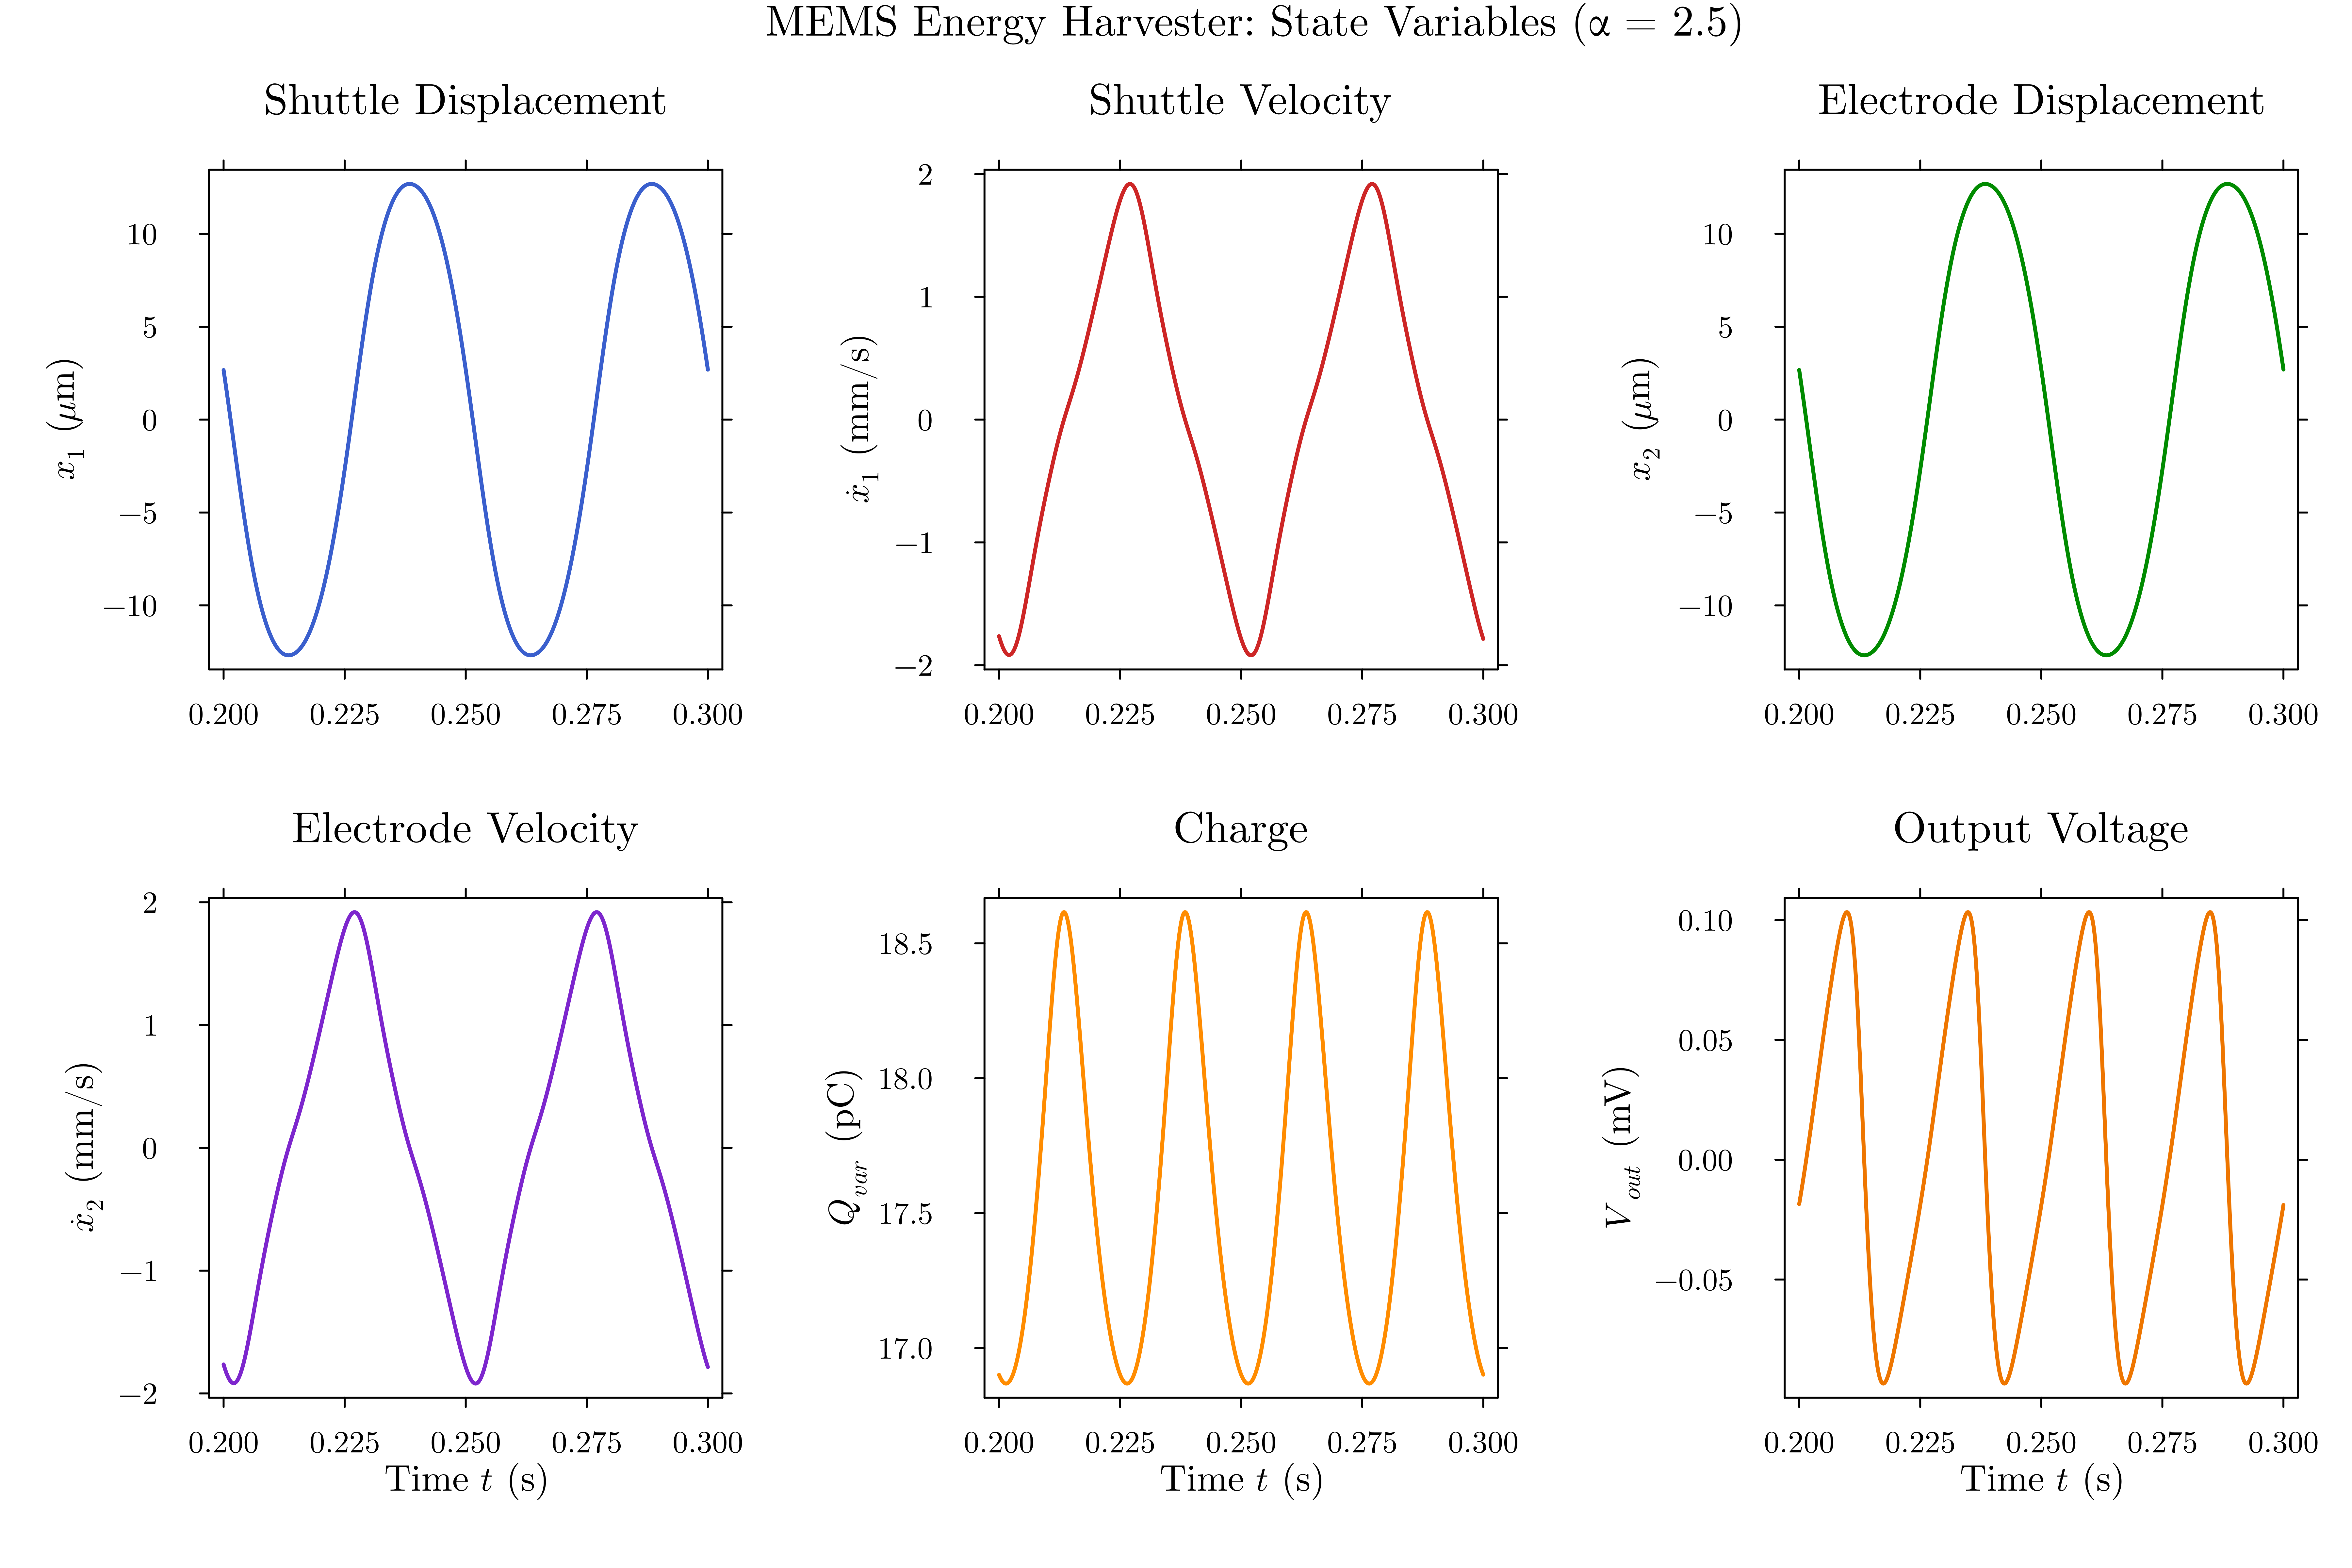 MEMS Energy Harvester: State Variables (α = 2.5)
Shuttle Displacement
Shuttle Velocity
Electrode Displacement
x₁ (μm)
10
5
0
−5
−10
0.200 0.225 0.250 0.275 0.300
ẋ₁ (mm/s)
2
1
0
−1
−2
0.200 0.225 0.250 0.275 0.300
x₂ (μm)
10
5
0
−5
−10
0.200 0.225 0.250 0.275 0.300
Electrode Velocity
Charge
Output Voltage
ẋ₂ (mm/s)
2
1
0
−1
−2
0.200 0.225 0.250 0.275 0.300
Time t (s)
Q_var (pC)
18.5
18.0
17.5
17.0
0.200 0.225 0.250 0.275 0.300
Time t (s)
V_out (mV)
0.10
0.05
0.00
−0.05
0.200 0.225 0.250 0.275 0.300
Time t (s)